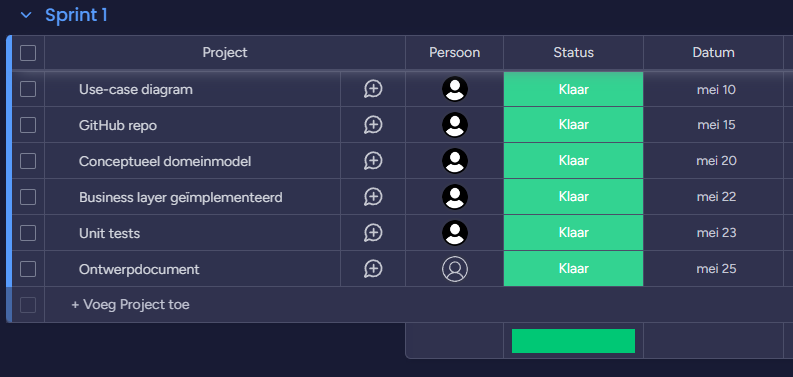 Sprint 1
Project Persoon Status Datum
Use-case diagram Klaar mei 10
GitHub repo Klaar mei 15
Conceptueel domeinmodel Klaar mei 20
Business layer geïmplementeerd Klaar mei 22
Unit tests Klaar mei 23
Ontwerpdocument Klaar mei 25
+ Voeg Project toe